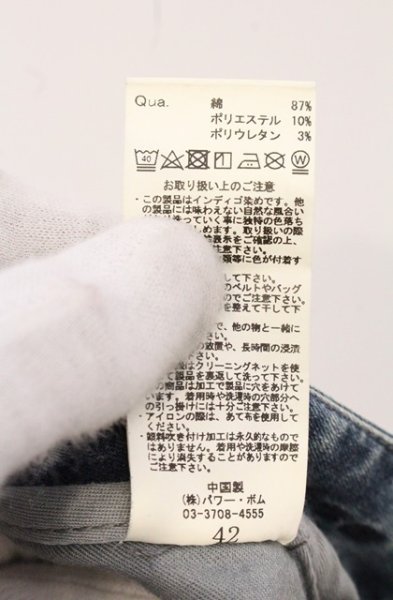 Qua. 綿 87%
ポリエステル 10%
ポリウレタン 3%
40 W
お取り扱い上のご注意
・この製品はインディゴ染めです。他
の製品には味わえない自然な風合い
洗っていく事に独特の色落ち
しめます。取り扱いの際
表示をご確認の上、
注意下さい。
類等に色が付着す
して下さい。
のベルトやバッグ
のでご注意下さい。
を整えて干して下
で、他の物と一緒に
の放置や、長時間の浸漬
はクリーニングネットを使
て製品を裏返して洗って下さい。
の商品は加工で製品に穴をあけて
います。着用時や洗濯時の穴部分へ
の引っ掛けには十分ご注意下さい。
・アイロンの際は、あて布を使用して
ください。
・顔料吹き付け加工は永久的なもので
はありません。着用や洗濯時の摩擦
により消失することがありますので
ご注意下さい。
中国製
(株)パワー・ボム
03-3708-4555
42